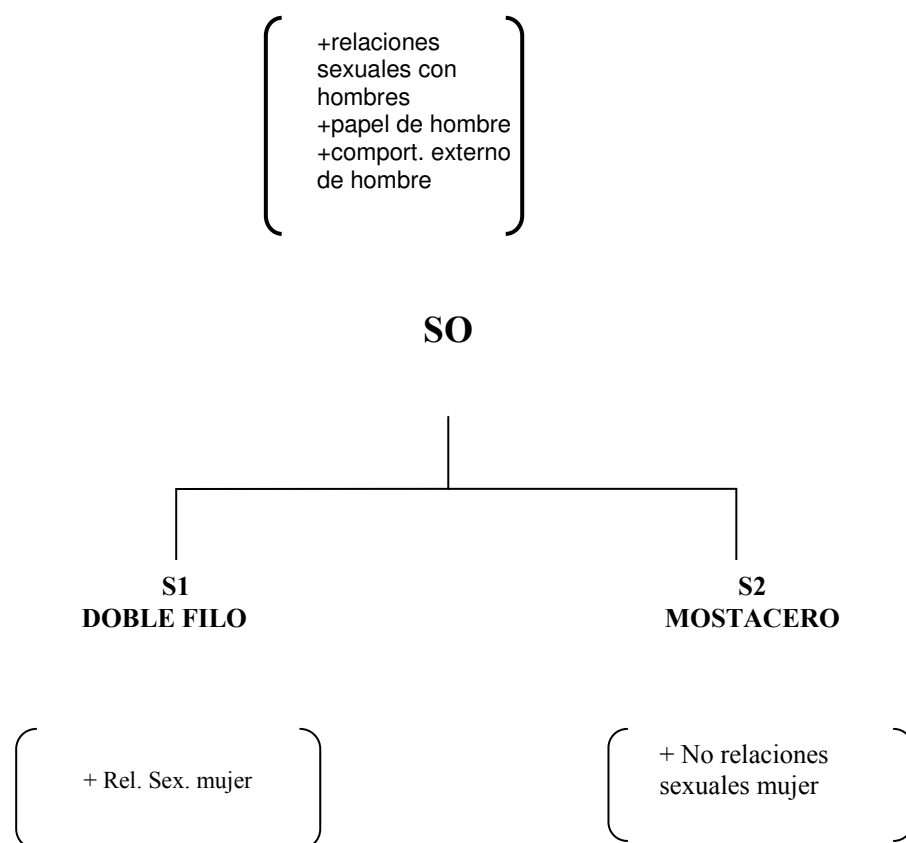 +relaciones
sexuales con
hombres
+papel de hombre
+comport. externo
de hombre
SO
S1
DOBLE FILO
S2
MOSTACERO
+ Rel. Sex. mujer
+ No relaciones
sexuales mujer